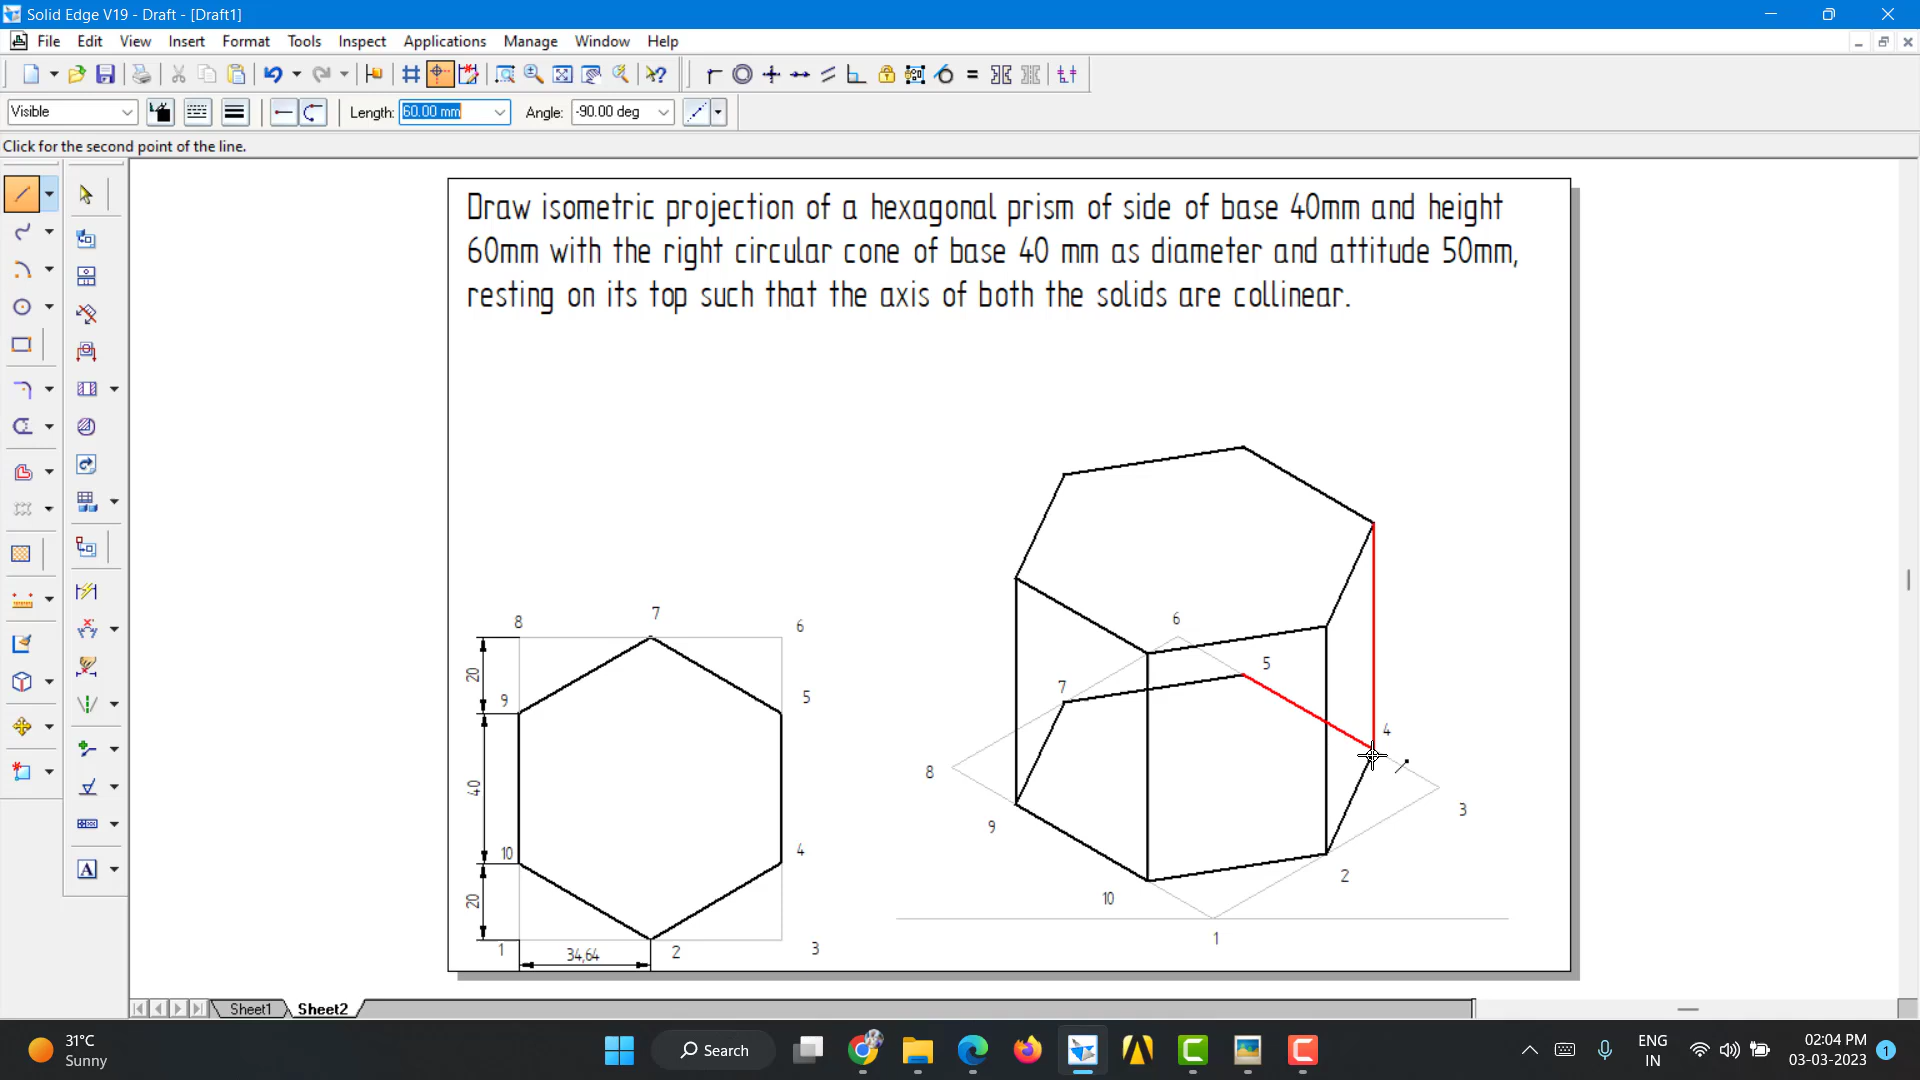 Solid Edge V19 - Draft - [Draft1]
File Edit View Insert Format Tools Inspect Applications Manage Window Help
Visible Length: 60.00 mm Angle: -90.00 deg
Click for the second point of the line.
Draw isometric projection of a hexagonal prism of side of base 40mm and height
60mm with the right circular cone of base 40 mm as diameter and attitude 50mm,
resting on its top such that the axis of both the solids are collinear.
8 7 6
20
9 5
40
10 4
20
1 2 3
34,64
6
5
7
4
8
3
9
2
10
1
A
Sheet1 Sheet2
31°C
Sunny
Search
ENG
IN
02:04 PM
03-03-2023
1